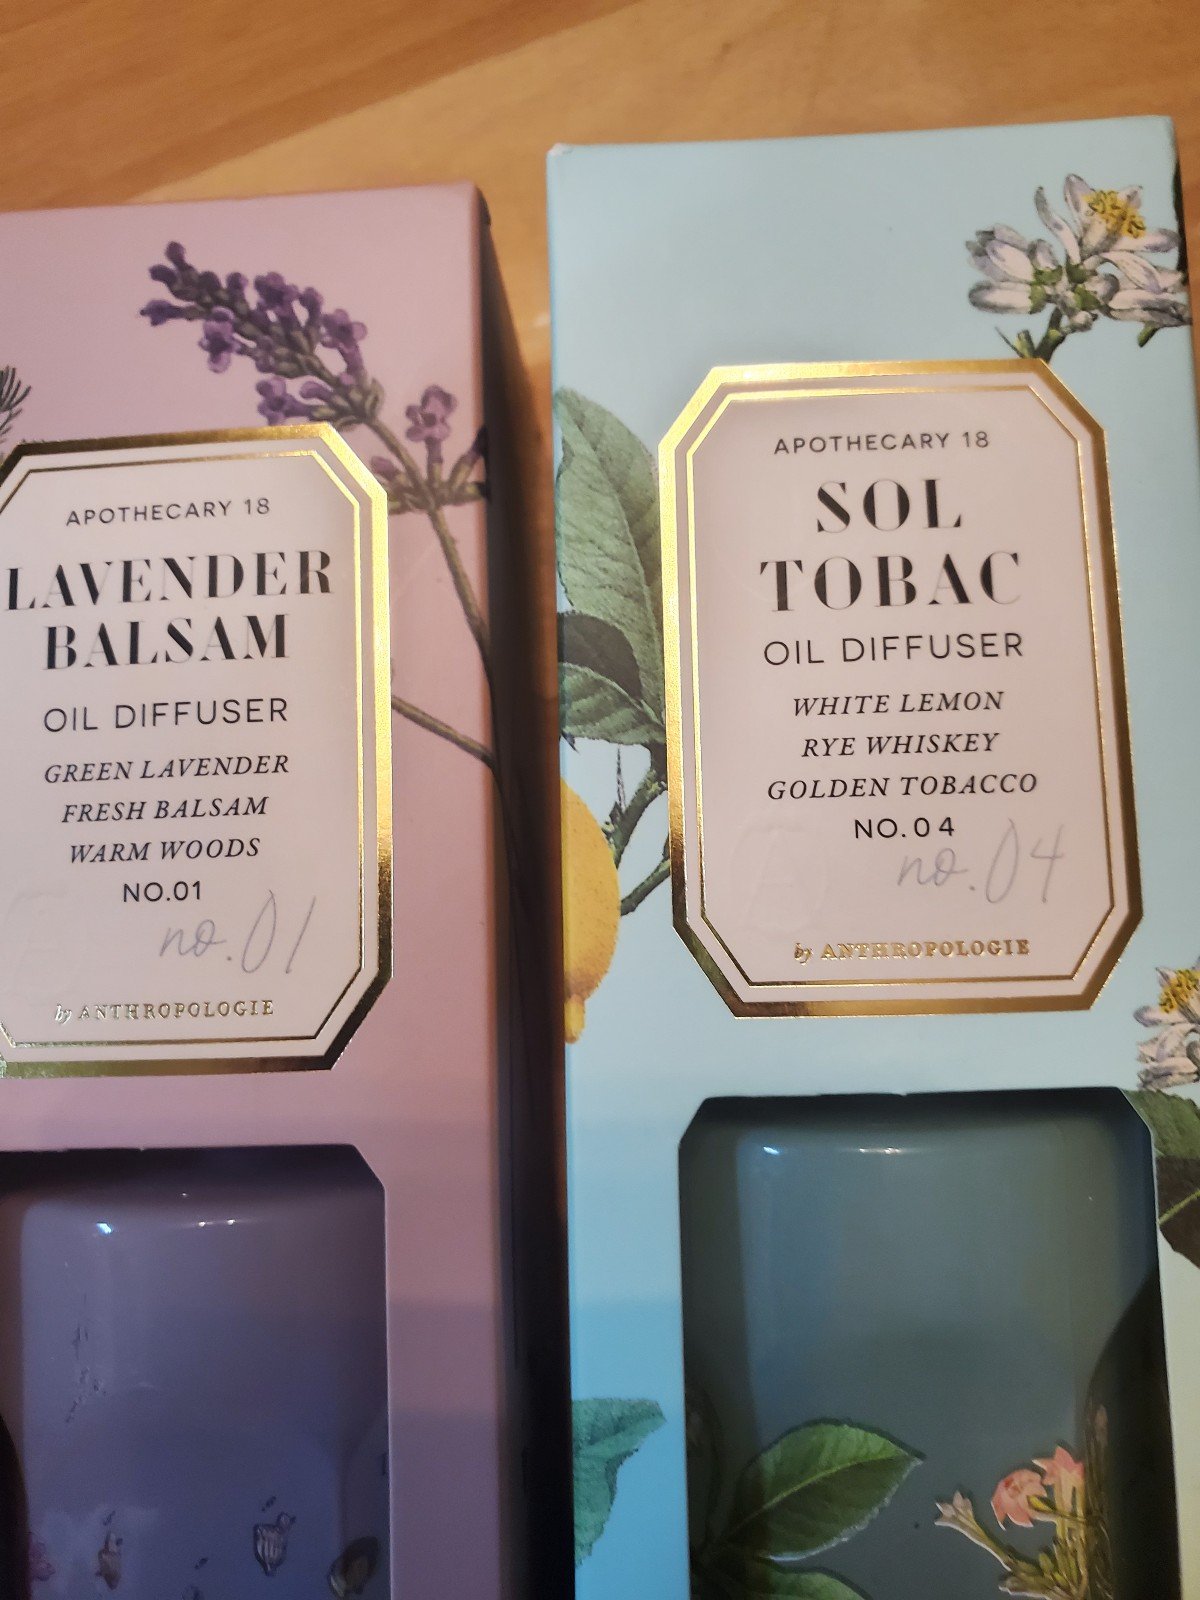 APOTHECARY 18
LAVENDER
BALSAM
OIL DIFFUSER
GREEN LAVENDER
FRESH BALSAM
WARM WOODS
NO.01
no.01
by ANTHROPOLOGIE
APOTHECARY 18
SOL
TOBAC
OIL DIFFUSER
WHITE LEMON
RYE WHISKEY
GOLDEN TOBACCO
NO.04
no.04
by ANTHROPOLOGIE